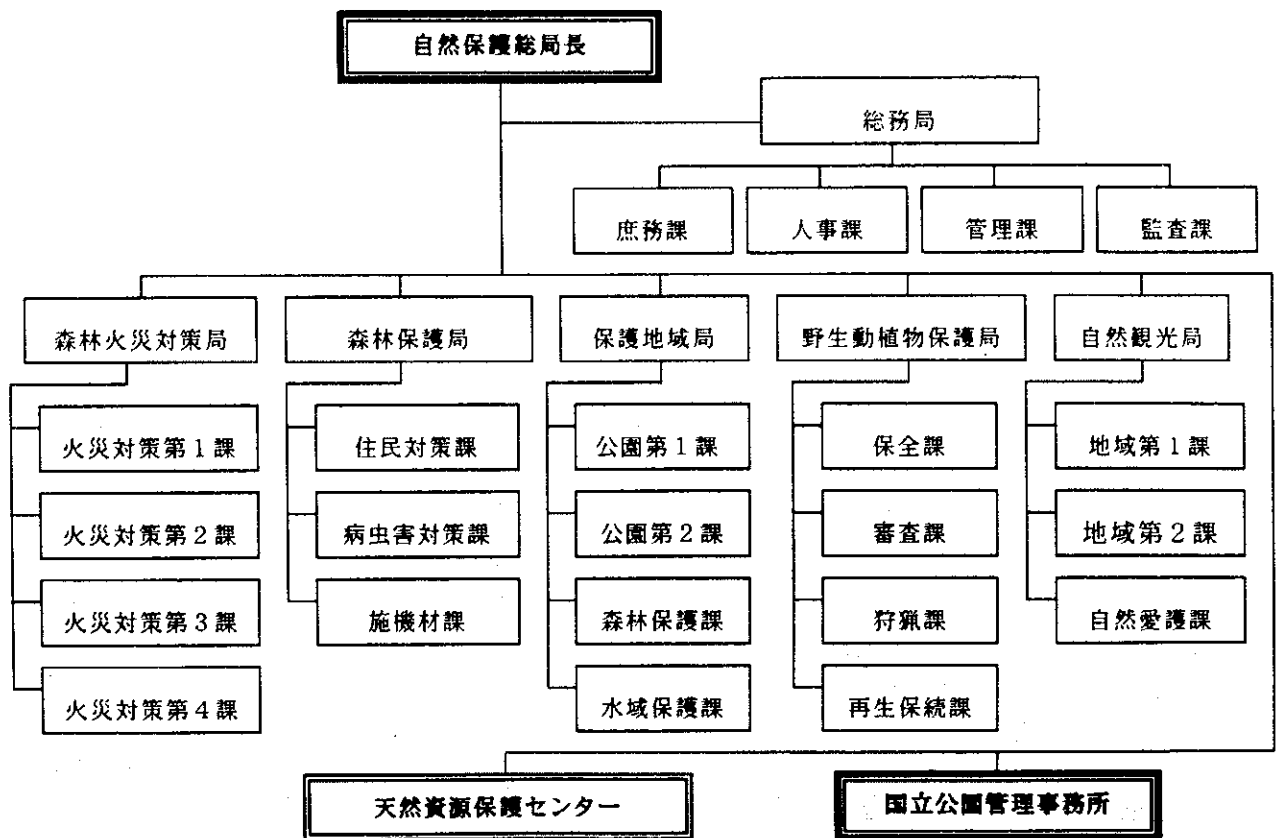 自然保護総局長
総務局
庶務課
人事課
管理課
監査課
森林火災対策局
森林保護局
保護地域局
野生動植物保護局
自然観光局
火災対策第1課
住民対策課
公園第1課
保全課
地域第1課
火災対策第2課
病虫害対策課
公園第2課
審査課
地域第2課
火災対策第3課
施機材課
森林保護課
狩猟課
自然愛護課
火災対策第4課
水域保護課
再生保続課
天然資源保護センター
国立公園管理事務所